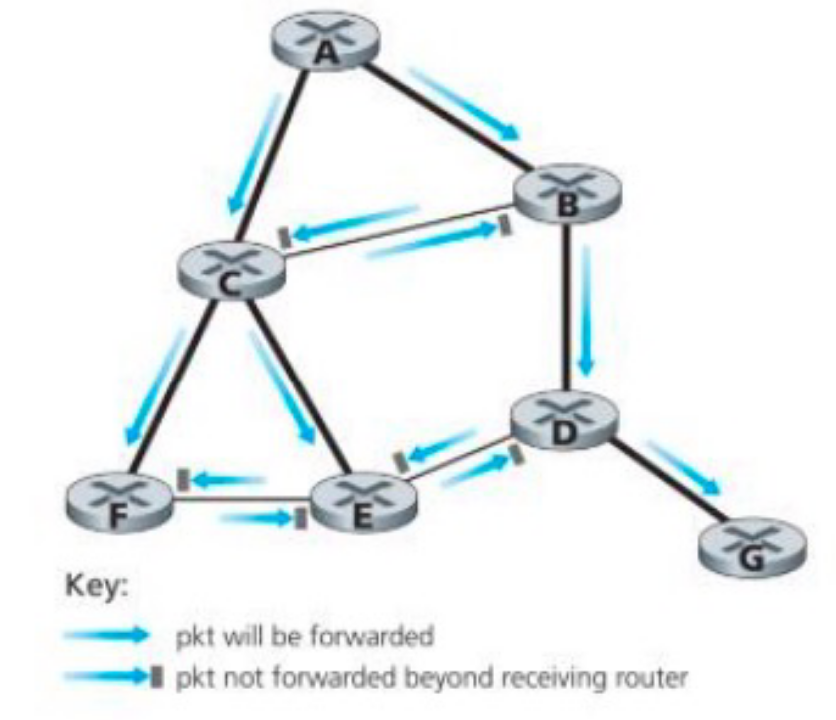 A
B
C
D
F
E
G
Key:
pkt will be forwarded
pkt not forwarded beyond receiving router